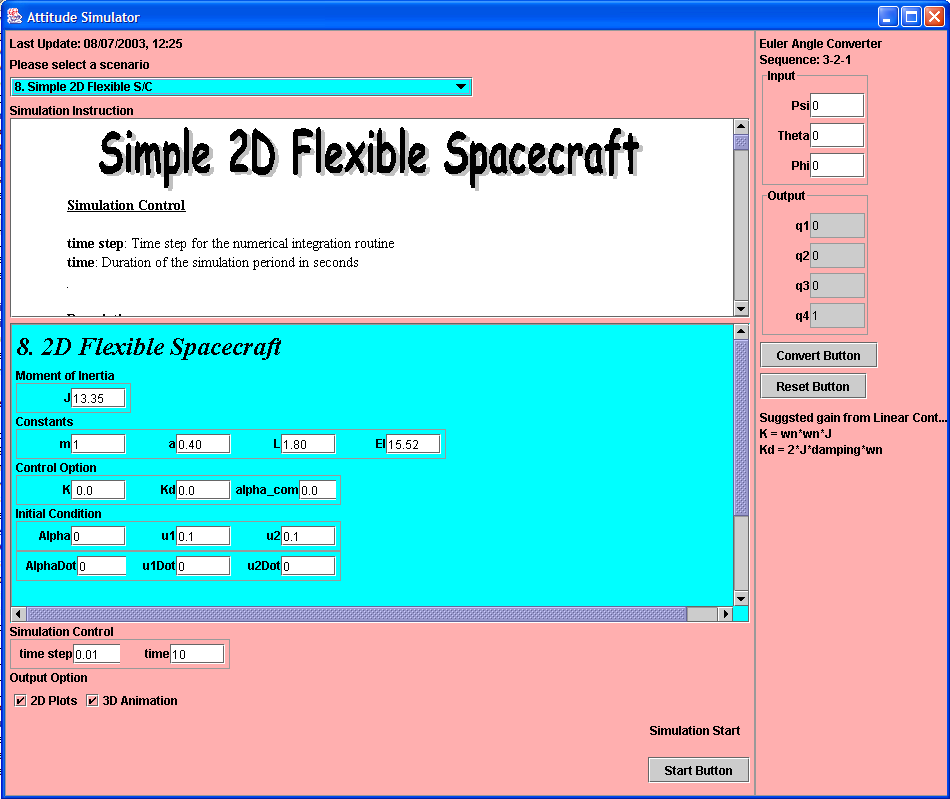 Attitude Simulator
Last Update: 08/07/2003, 12:25
Please select a scenario
8. Simple 2D Flexible S/C
Simulation Instruction
Simple 2D Flexible Spacecraft
Simulation Control
time step: Time step for the numerical integration routine
time: Duration of the simulation periond in seconds
.
8. 2D Flexible Spacecraft
Moment of Inertia
J 13.35
Constants
m 1 a 0.40 L 1.80 EI 15.52
Control Option
K 0.0 Kd 0.0 alpha_com 0.0
Initial Condition
Alpha 0 u1 0.1 u2 0.1
AlphaDot 0 u1Dot 0 u2Dot 0
Simulation Control
time step 0.01 time 10
Output Option
2D Plots 3D Animation
Simulation Start
Start Button
Euler Angle Converter
Sequence: 3-2-1
Input
Psi 0
Theta 0
Phi 0
Output
q1 0
q2 0
q3 0
q4 1
Convert Button
Reset Button
Suggsted gain from Linear Cont...
K = wn*wn*J
Kd = 2*J*damping*wn